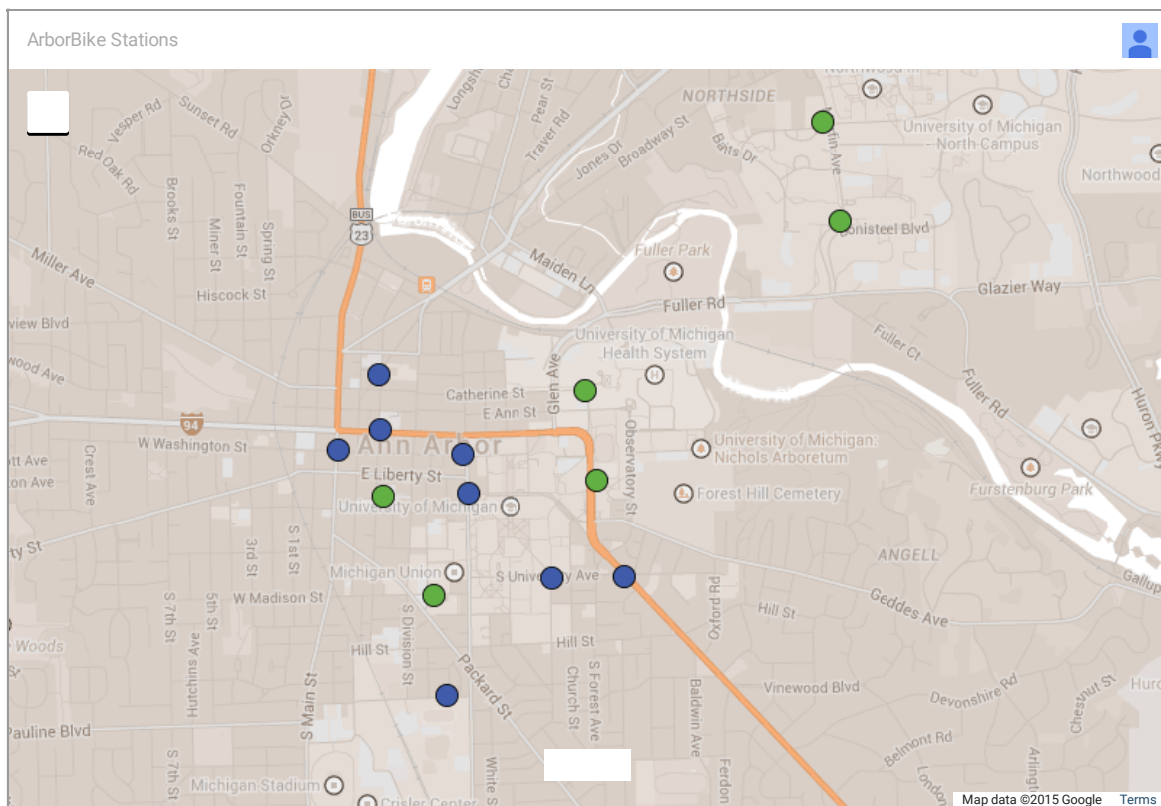 ArborBike Stations
NORTHSIDE
University of Michigan
North Campus
Northwood
Vesper Rd
Sunset Rd
Orkney Dr
Red Oak Rd
Brooks St
Fountain St
Miner St
Spring St
Pear St
Traver Rd
Jones Dr
Broadway St
Barts Dr
BUS
23
Miller Ave
Hiscock St
Maiden Ln
Fuller Park
Fuller Rd
Glazier Way
Fuller Ct
Fuller Rd
Huron Pkwy
view Blvd
wood Ave
University of Michigan
Health System
H
Glen Ave
Catherine St
E Ann St
94
W Washington St
Ann Arbor
E Liberty St
University of Michigan
Observatory St
University of Michigan:
Nichols Arboretum
Forest Hill Cemetery
Furstenburg Park
ott Ave
ton Ave
Crest Ave
ty St
3rd St
S 1st St
ANGELL
Gallup
Michigan Union
S University Ave
W Madison St
S 7th St
5th St
S Division St
Oxford Rd
Hill St
Geddes Ave
Woods
St
Hutchins Ave
Hill St
Hill St
Packard St
S Main St
Church St
S Forest Ave
Baldwin Ave
Vinewood Blvd
Devonshire Rd
Chestnut St
Pauline Blvd
S 7th St
Belmont Rd
Michigan Stadium
Crisler Center
White S
Ferdon
London
Arlington
Map data ©2015 Google Terms